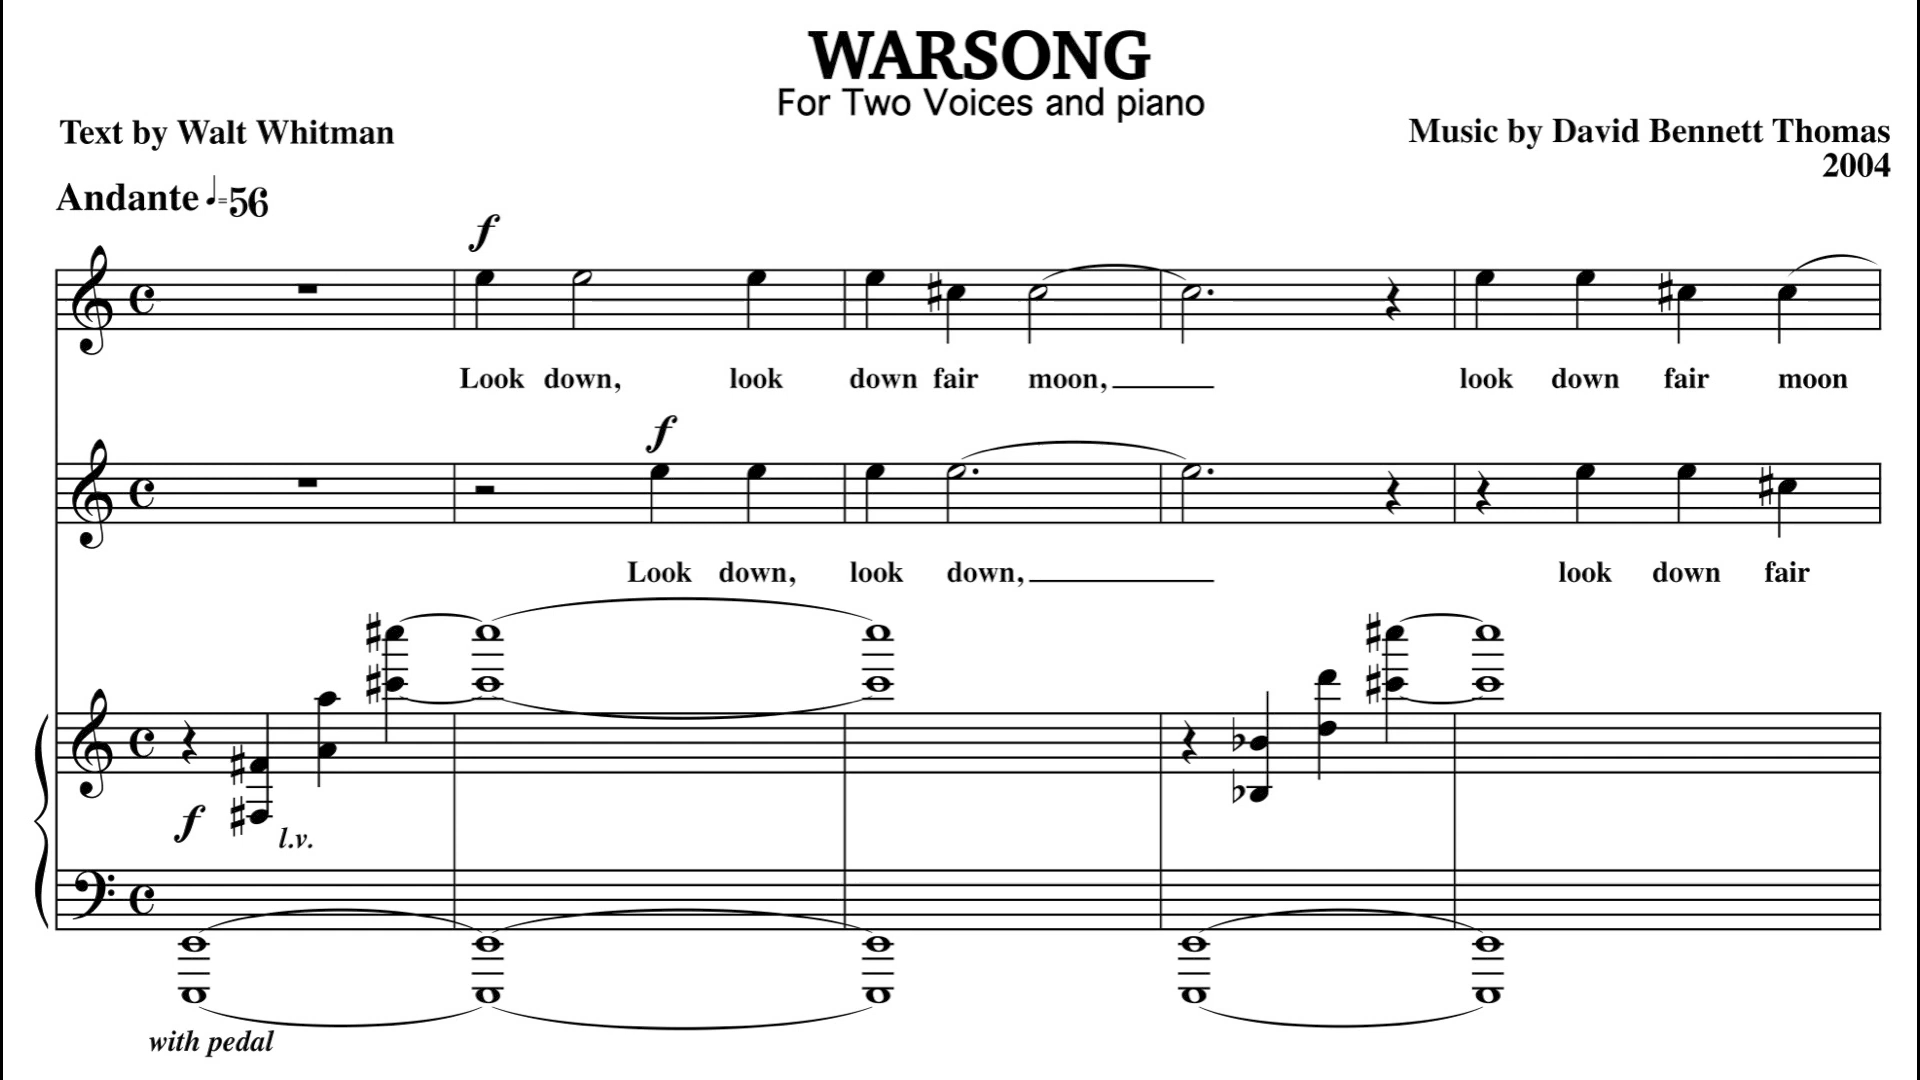 WARSONG
For Two Voices and piano
Text by Walt Whitman
Music by David Bennett Thomas
2004
Andante ♩=56
f
Look down, look down fair moon, look down fair moon
f
Look down, look down, look down fair
f
l.v.
with pedal